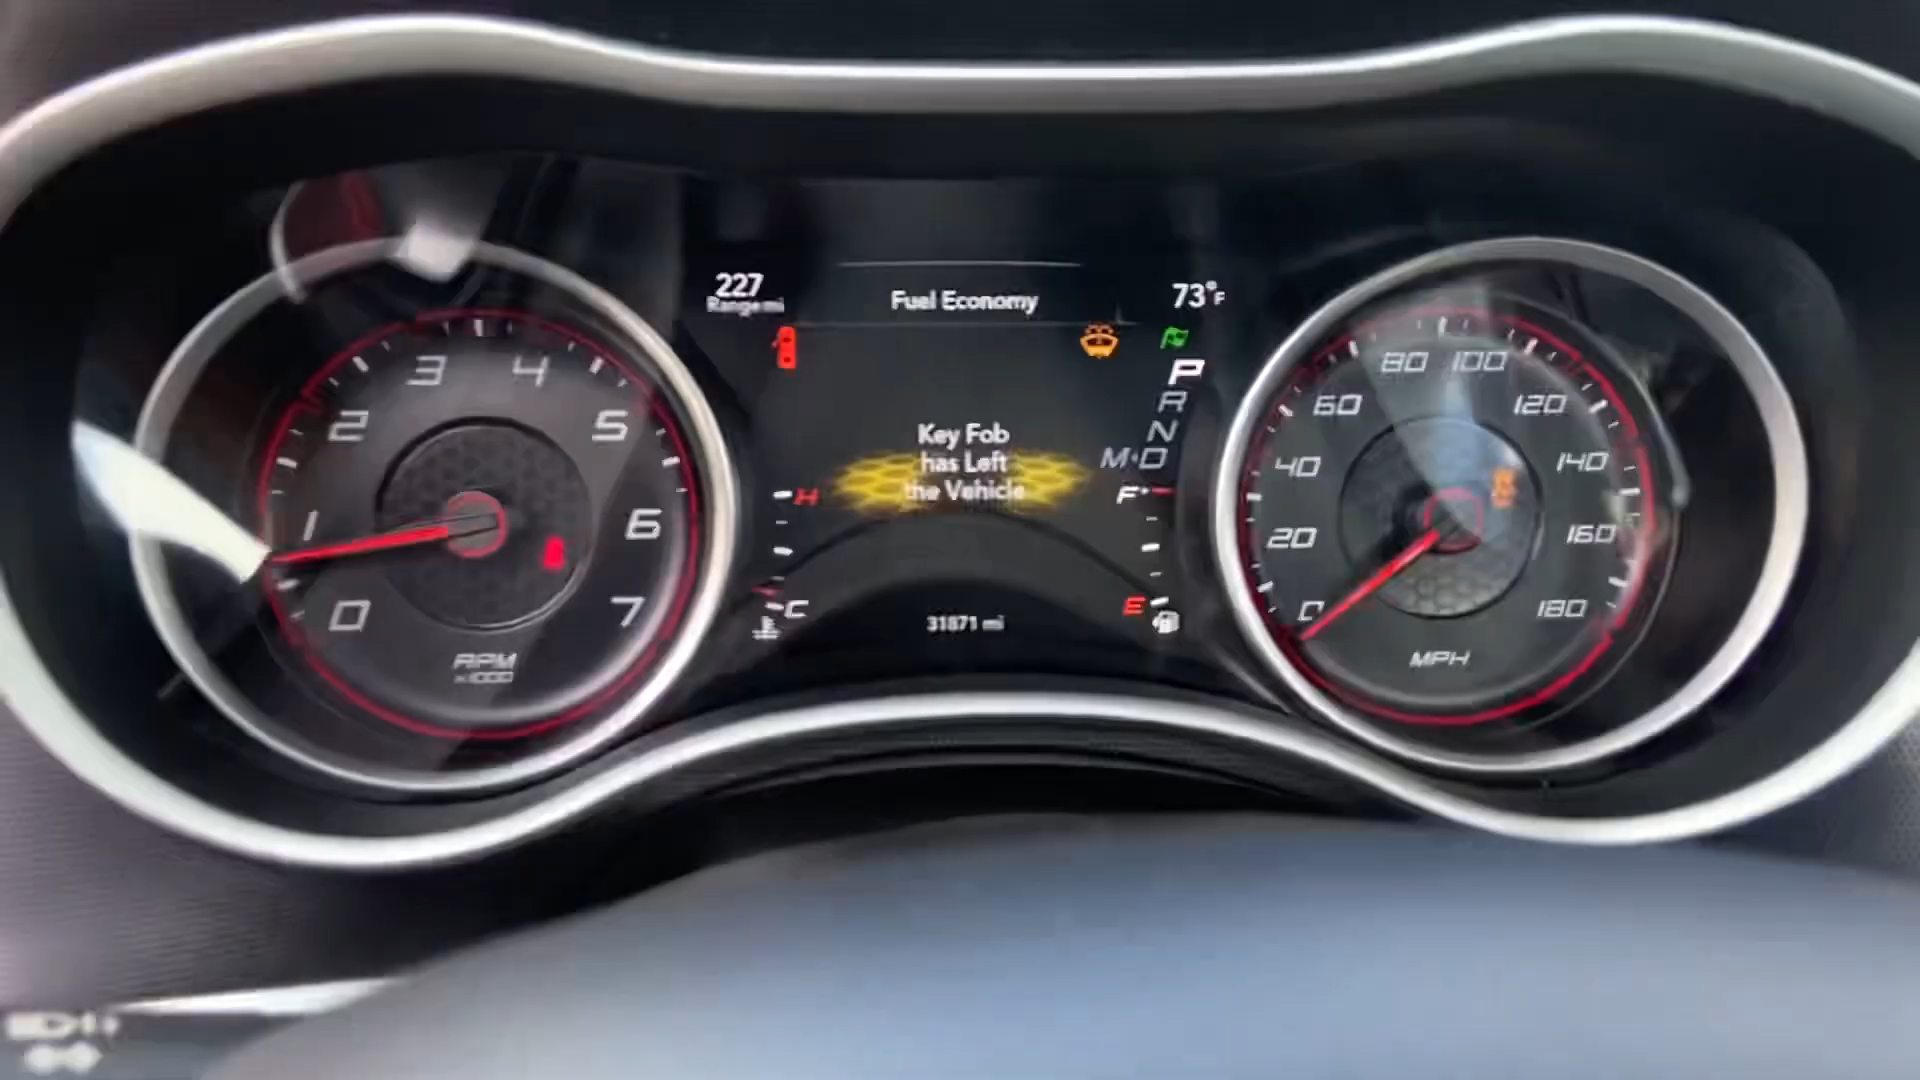 227
Range mi
Fuel Economy
73°F
P
R
N
M•D
Key Fob
has Left
the Vehicle
H
C
F
E
31871 mi
0
1
2
3
4
5
6
7
RPM
x1000
0
20
40
60
80
100
120
140
160
180
MPH